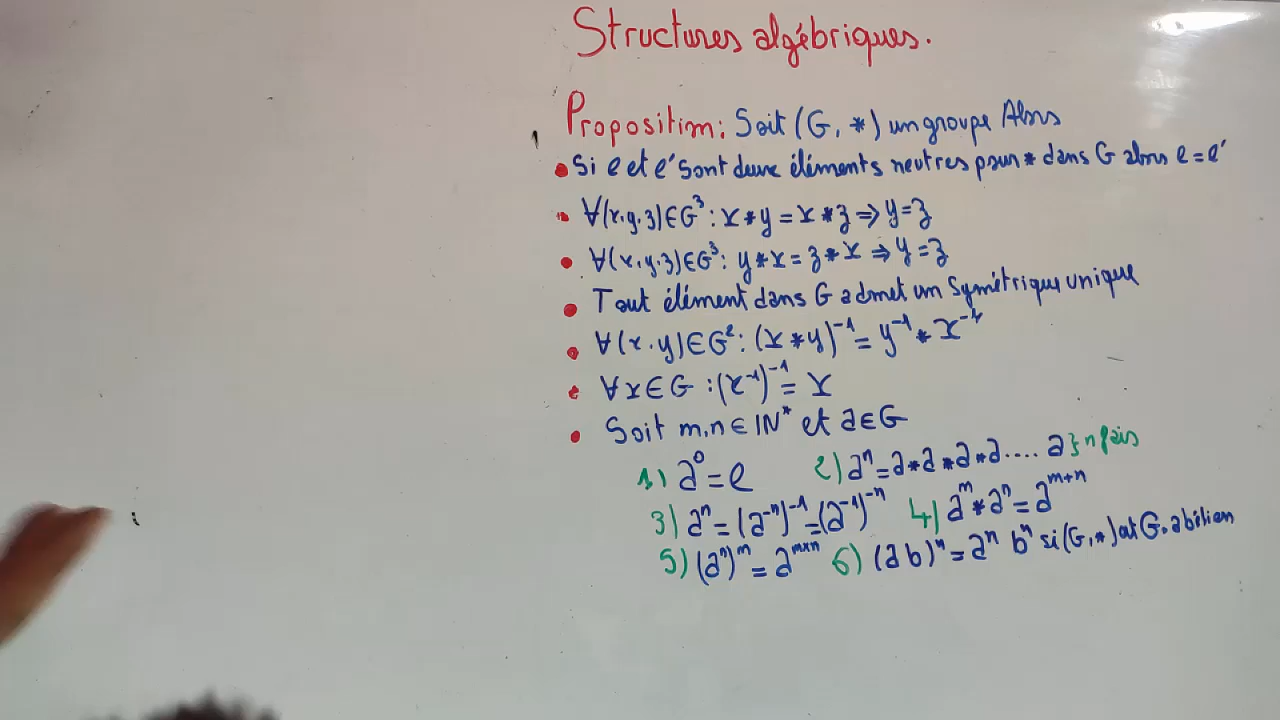 Structures algébriques.
Proposition: Soit (G, *) un groupe Alors
• Si e et e' sont deux éléments neutres pour * dans G alors e = e'
• ∀(x,y,z)∈G³: x * y = x * z ⇒ y = z
• ∀(x,y,z)∈G³: y * x = z * x ⇒ y = z
• Tout élément dans G admet un Symétrique unique
• ∀(x,y)∈G²: (x * y)⁻¹ = y⁻¹ * x⁻¹
• ∀x∈G : (x⁻¹)⁻¹ = x
• Soit m,n ∈ IN* et a∈G
1) a⁰ = e 2) aⁿ = a * a * a * a .... a } n fois
3) aⁿ = (a⁻ⁿ)⁻¹ = (a⁻¹)⁻ⁿ 4) aᵐ * aⁿ = aᵐ⁺ⁿ
5) (aⁿ)ᵐ = aᵐˣⁿ 6) (a b)ⁿ = aⁿ bⁿ si (G, *) est G. abélien